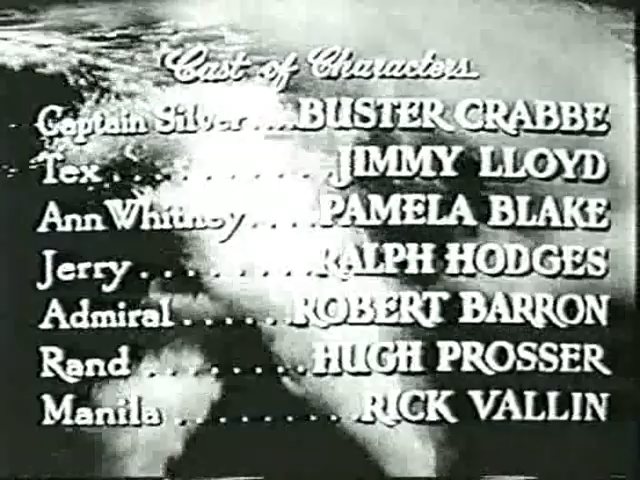 Cast of Characters
Captain Silver....BUSTER CRABBE
Tex..........JIMMY LLOYD
Ann Whitney....PAMELA BLAKE
Jerry.........RALPH HODGES
Admiral......ROBERT BARRON
Rand........HUGH PROSSER
Manila.........RICK VALLIN